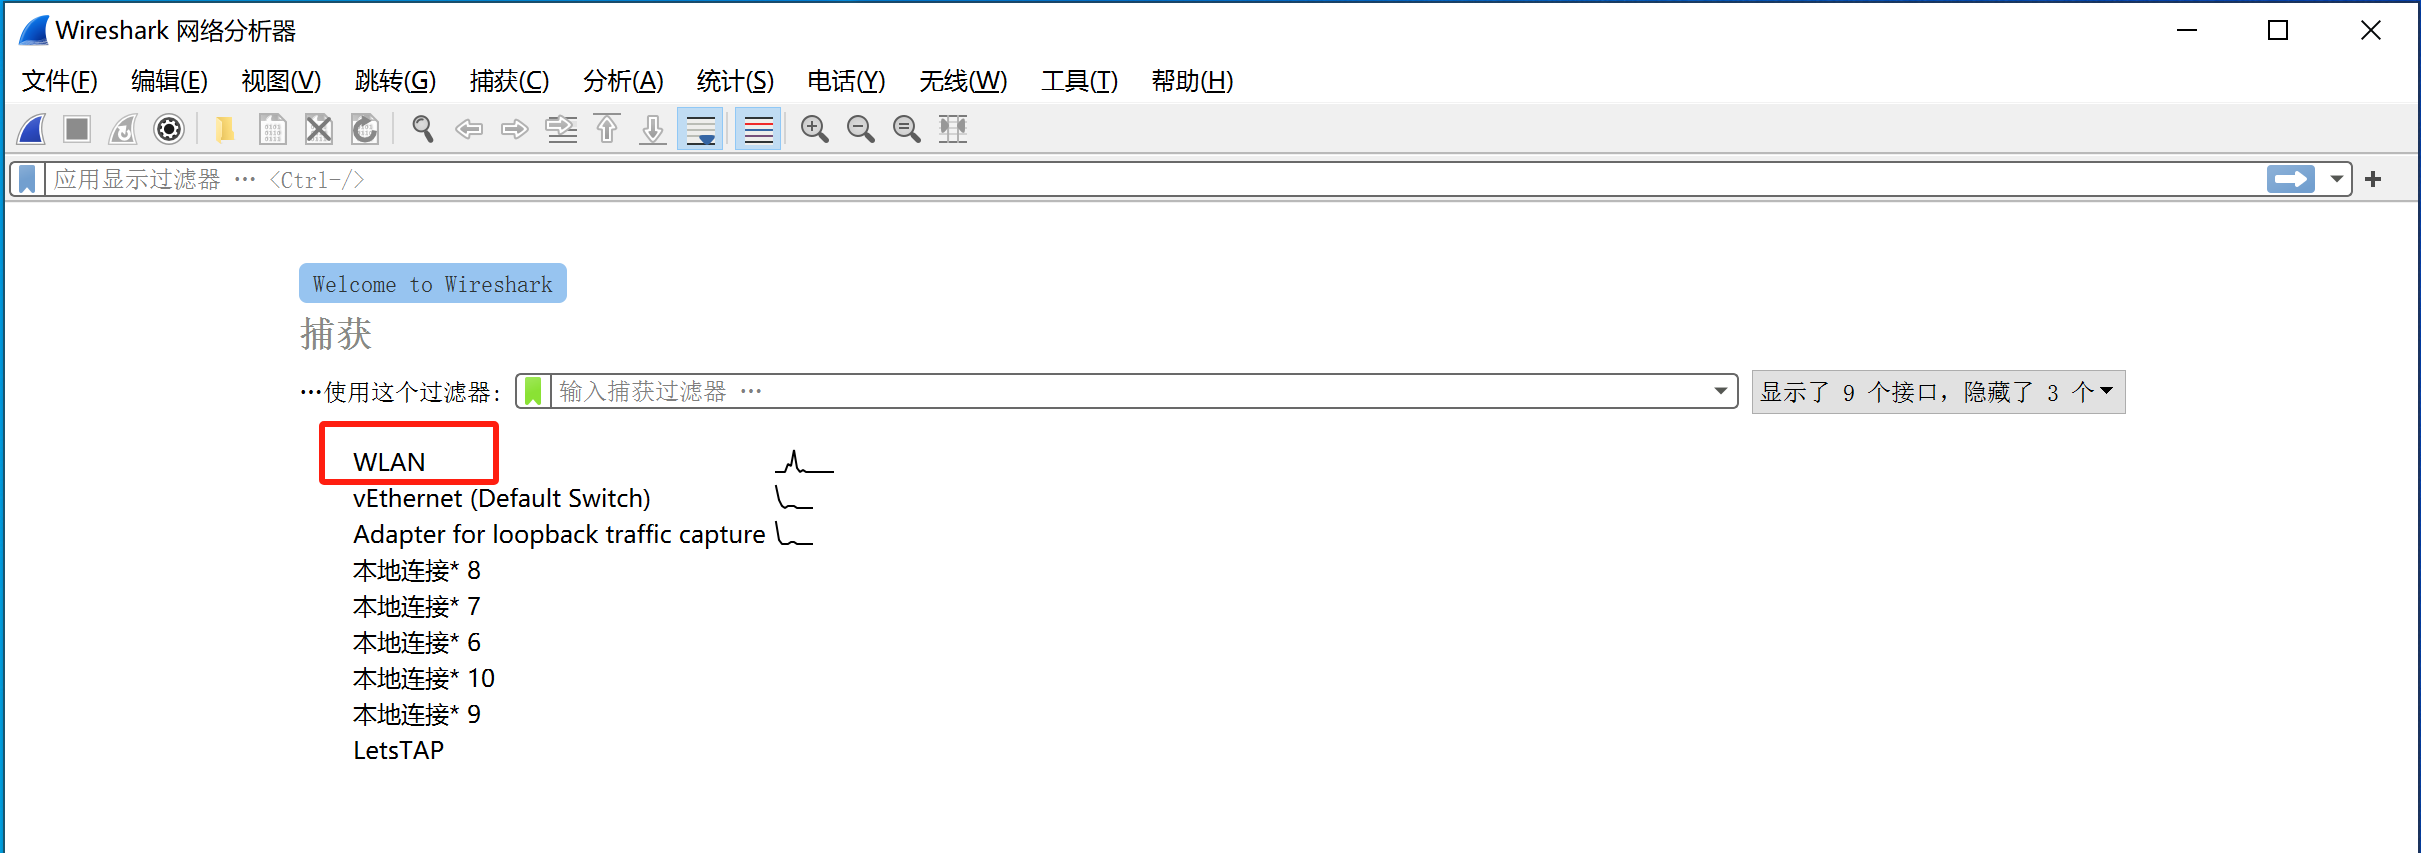 Wireshark 网络分析器
文件(F) 编辑(E) 视图(V) 跳转(G) 捕获(C) 分析(A) 统计(S) 电话(Y) 无线(W) 工具(T) 帮助(H)
应用显示过滤器 … <Ctrl-/>
Welcome to Wireshark
捕获
…使用这个过滤器: 输入捕获过滤器 … 显示了 9 个接口, 隐藏了 3 个
WLAN
vEthernet (Default Switch)
Adapter for loopback traffic capture
本地连接* 8
本地连接* 7
本地连接* 6
本地连接* 10
本地连接* 9
LetsTAP